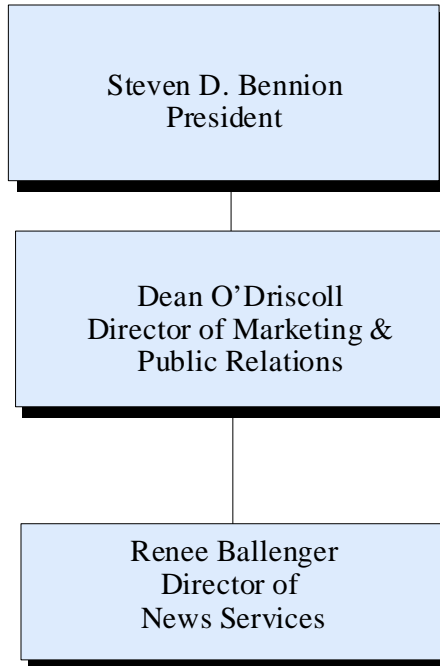 Steven D. Bennion
President
Dean O’Driscoll
Director of Marketing &
Public Relations
Renee Ballenger
Director of
News Services